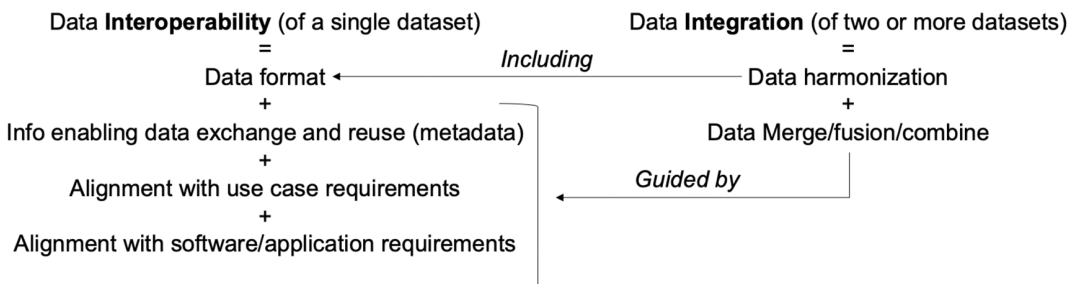 Data Interoperability (of a single dataset)
=
Data format
+
Info enabling data exchange and reuse (metadata)
+
Alignment with use case requirements
+
Alignment with software/application requirements
Including
Guided by
Data Integration (of two or more datasets)
=
Data harmonization
+
Data Merge/fusion/combine